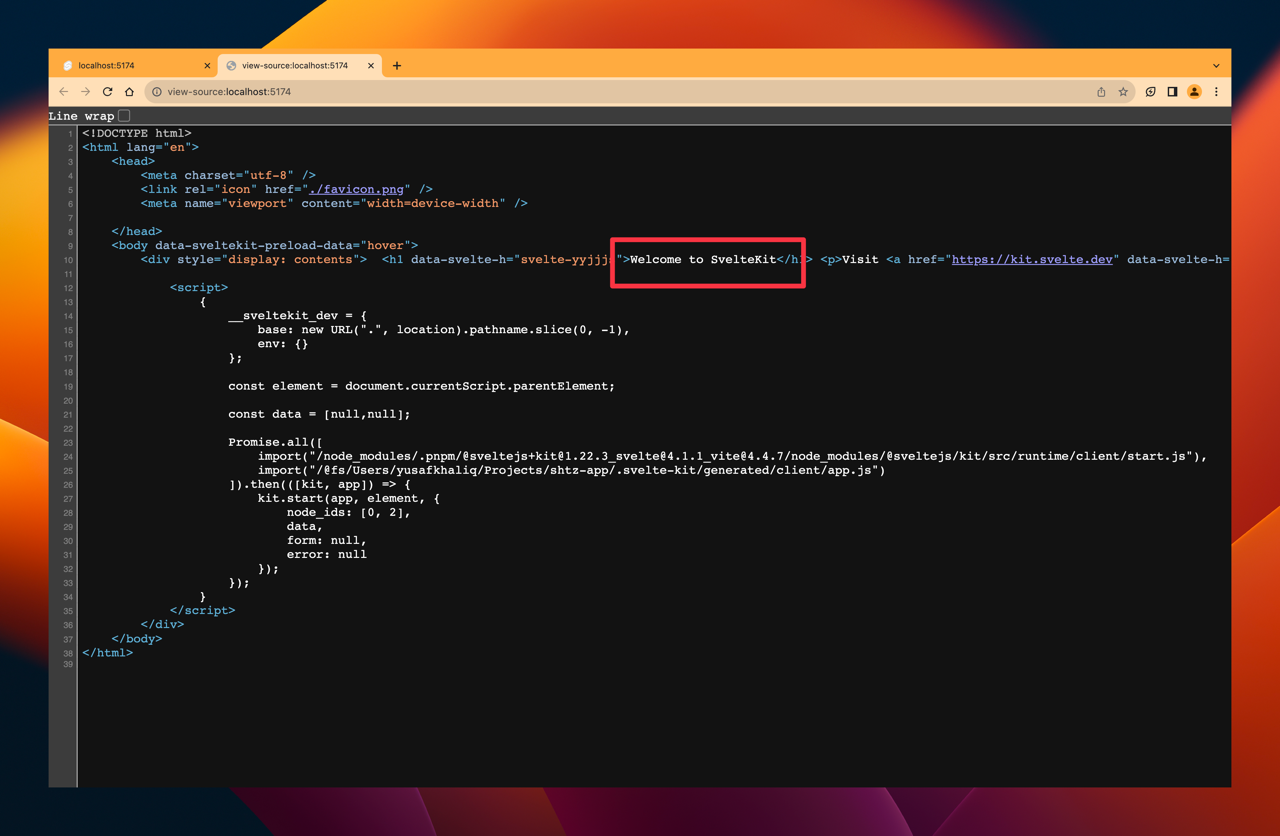 localhost:5174
view-source:localhost:5174
view-source:localhost:5174
Line wrap
1 <!DOCTYPE html>
2 <html lang="en">
3 <head>
4 <meta charset="utf-8" />
5 <link rel="icon" href="./favicon.png" />
6 <meta name="viewport" content="width=device-width" />
7
8 </head>
9 <body data-sveltekit-preload-data="hover">
10 <div style="display: contents"> <h1 data-svelte-h="svelte-yyjjjs">Welcome to SvelteKit</h1> <p>Visit <a href="https://kit.svelte.dev" data-svelte-h=
11
12 <script>
13 {
14 __sveltekit_dev = {
15 base: new URL(".", location).pathname.slice(0, -1),
16 env: {}
17 };
18
19 const element = document.currentScript.parentElement;
20
21 const data = [null,null];
22
23 Promise.all([
24 import("/node_modules/.pnpm/@sveltejs+kit@1.22.3_svelte@4.1.1_vite@4.4.7/node_modules/@sveltejs/kit/src/runtime/client/start.js"),
25 import("/@fs/Users/yusafkhaliq/Projects/shtz-app/.svelte-kit/generated/client/app.js")
26 ]).then(([kit, app]) => {
27 kit.start(app, element, {
28 node_ids: [0, 2],
29 data,
30 form: null,
31 error: null
32 });
33 });
34 }
35 </script>
36 </div>
37 </body>
38 </html>
39